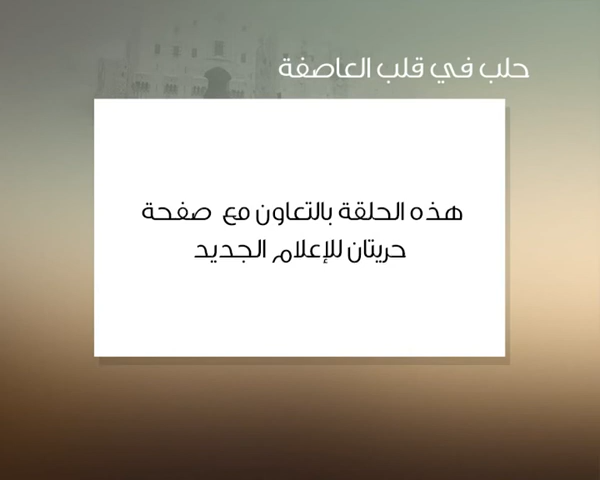 حلب في قلب العاصفة
هذه الحلقة بالتعاون مع صفحة
حريتان للإعلام الجديد